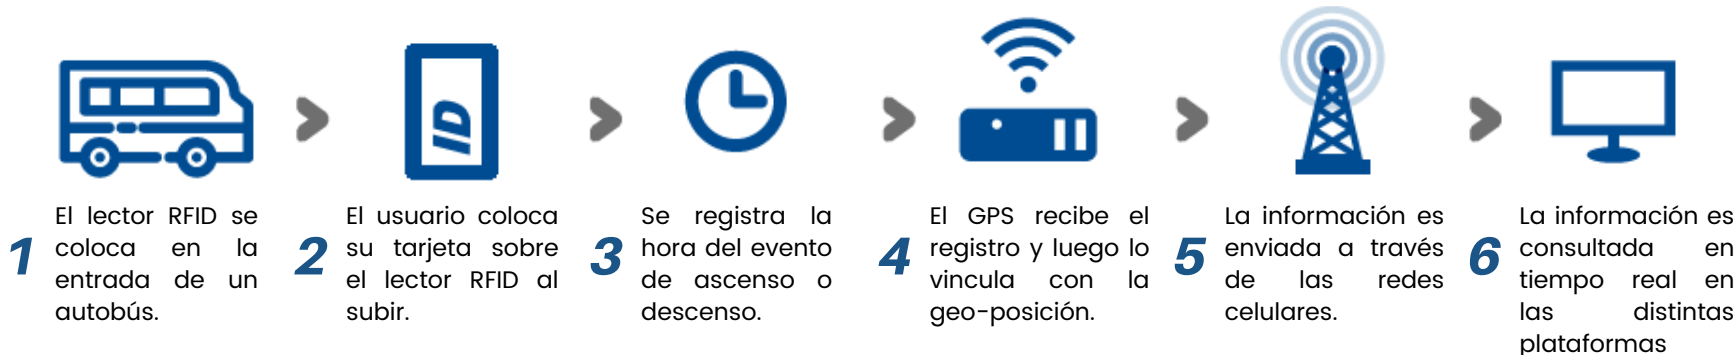 1
El lector RFID se
coloca en la
entrada de un
autobús.
ID
2
El usuario coloca
su tarjeta sobre
el lector RFID al
subir.
3
Se registra la
hora del evento
de ascenso o
descenso.
4
El GPS recibe el
registro y luego lo
vincula con la
geo-posición.
5
La información es
enviada a través
de las redes
celulares.
6
La información es
consultada en
tiempo real en
las distintas
plataformas